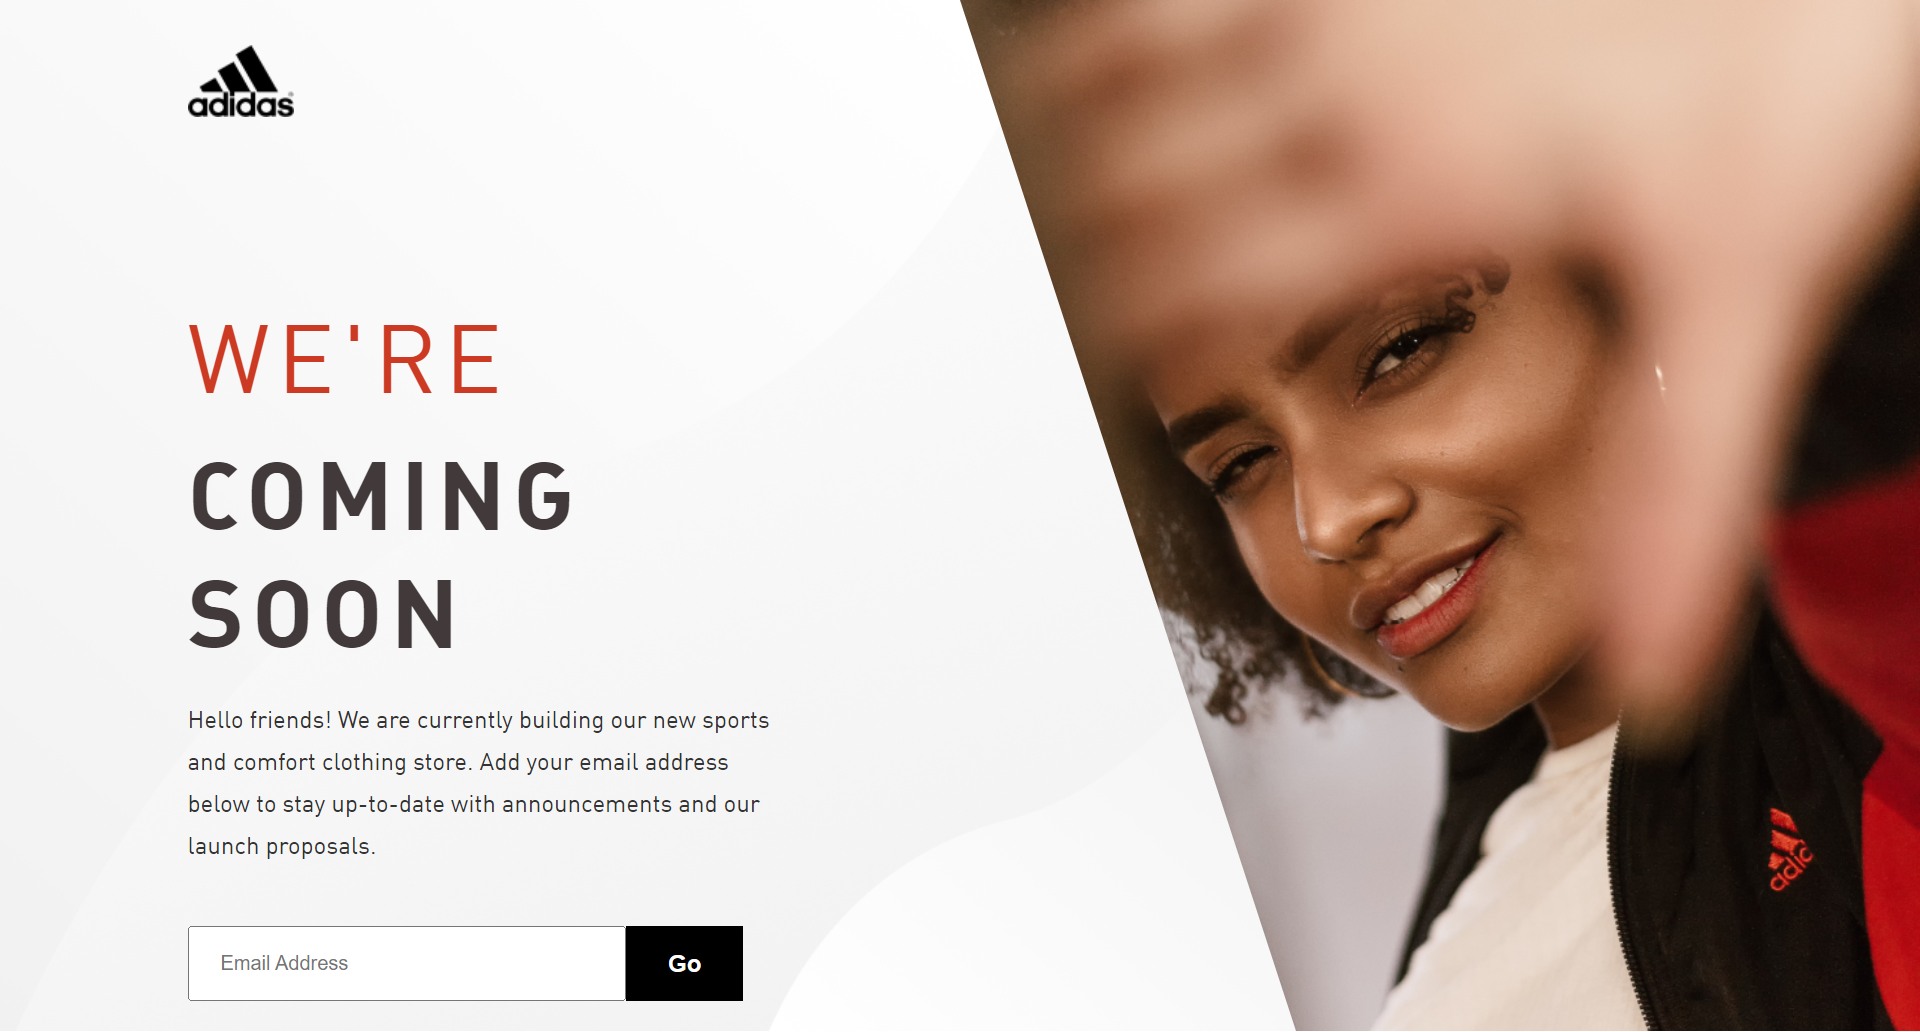 adidas
WE'RE
COMING
SOON
Hello friends! We are currently building our new sports
and comfort clothing store. Add your email address
below to stay up-to-date with announcements and our
launch proposals.
Email Address
Go
adid